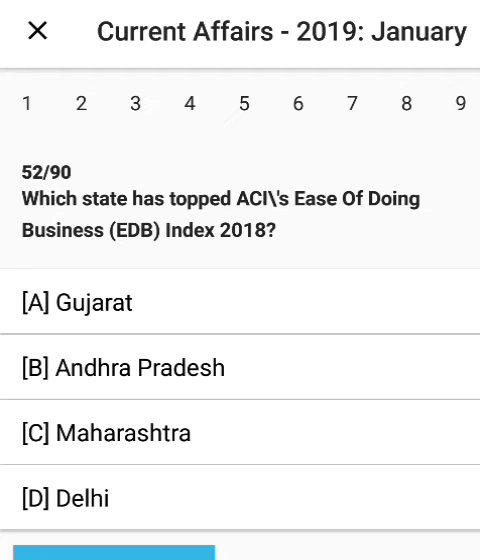 Current Affairs - 2019: January
1 2 3 4 5 6 7 8 9
52/90
Which state has topped ACI\'s Ease Of Doing
Business (EDB) Index 2018?
[A] Gujarat
[B] Andhra Pradesh
[C] Maharashtra
[D] Delhi